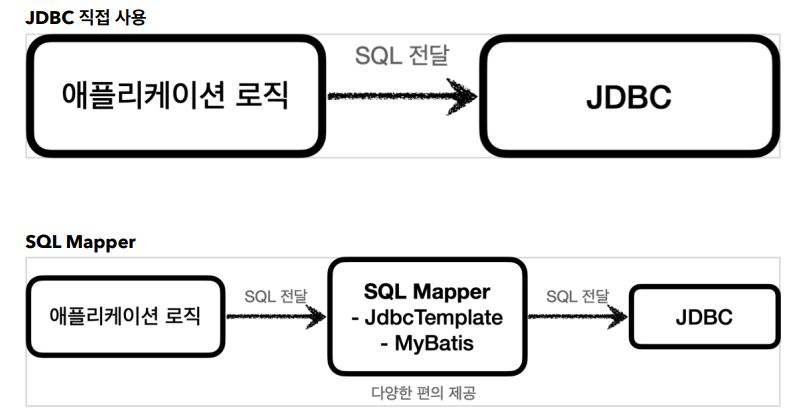 JDBC 직접 사용
SQL 전달
애플리케이션 로직
JDBC
SQL Mapper
애플리케이션 로직
SQL 전달
SQL Mapper
- JdbcTemplate
- MyBatis
SQL 전달
JDBC
다양한 편의 제공